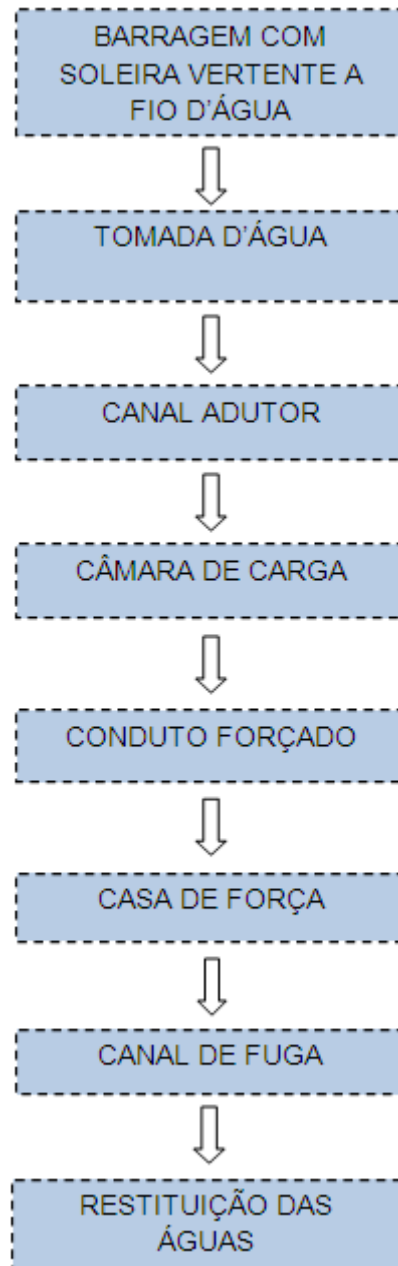 BARRAGEM COM
SOLEIRA VERTENTE A
FIO D’ÁGUA
TOMADA D’ÁGUA
CANAL ADUTOR
CÂMARA DE CARGA
CONDUTO FORÇADO
CASA DE FORÇA
CANAL DE FUGA
RESTITUIÇÃO DAS
ÁGUAS